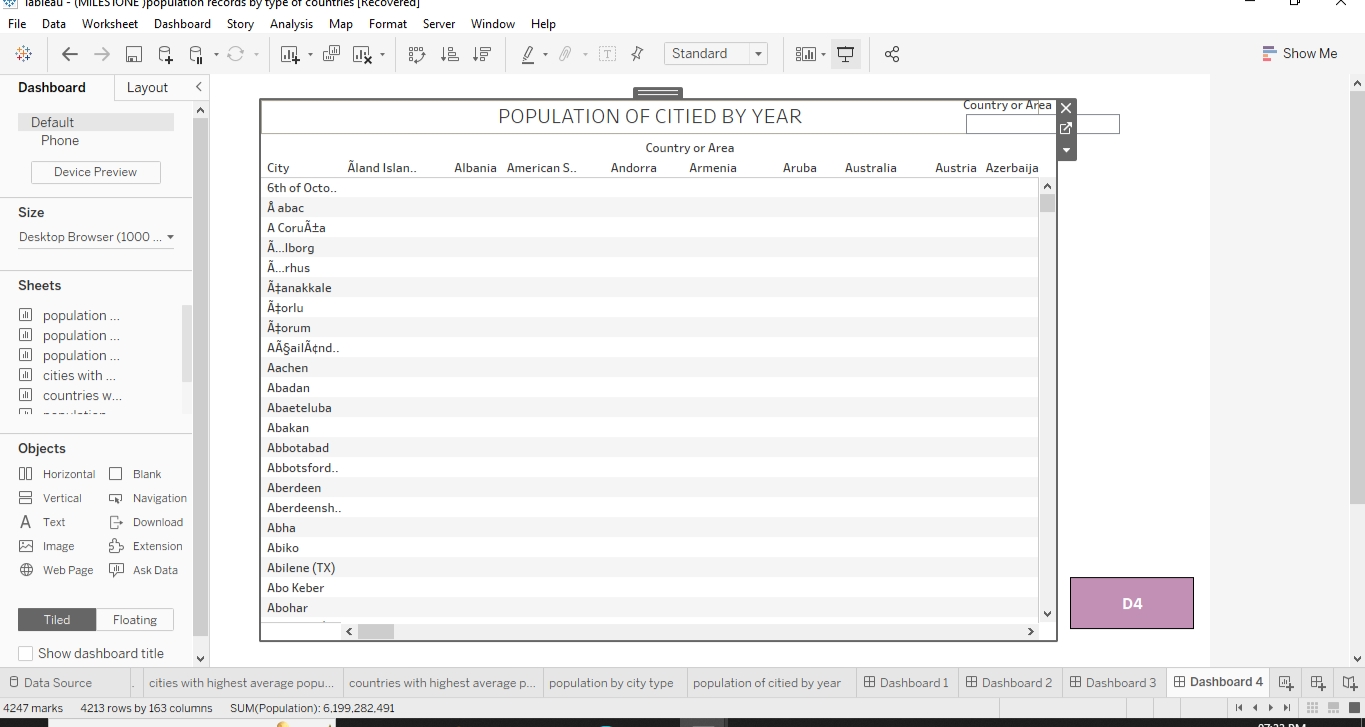 Tableau - (MILESTONE )population records by type of countries [Recovered]
File Data Worksheet Dashboard Story Analysis Map Format Server Window Help
Standard
Show Me
Dashboard Layout
Default
Phone
Device Preview
Size
Desktop Browser (1000 ...
Sheets
population ...
population ...
population ...
cities with ...
countries w...
Objects
Horizontal Blank
Vertical Navigation
Text Download
Image Extension
Web Page Ask Data
Tiled Floating
Show dashboard title
POPULATION OF CITIED BY YEAR
Country or Area
Country or Area
City Ãland Islan.. Albania American S.. Andorra Armenia Aruba Australia Austria Azerbaija
6th of Octo..
Å abac
A CoruÃ±a
Ã...lborg
Ã...rhus
Ã‡anakkale
Ã‡orlu
Ã‡orum
AÃ§ailÃ¢nd..
Aachen
Abadan
Abaeteluba
Abakan
Abbotabad
Abbotsford..
Aberdeen
Aberdeensh..
Abha
Abiko
Abilene (TX)
Abo Keber
Abohar
D4
Data Source cities with highest average popu... countries with highest average p... population by city type population of citied by year Dashboard 1 Dashboard 2 Dashboard 3 Dashboard 4
4247 marks 4213 rows by 163 columns SUM(Population): 6,199,282,491